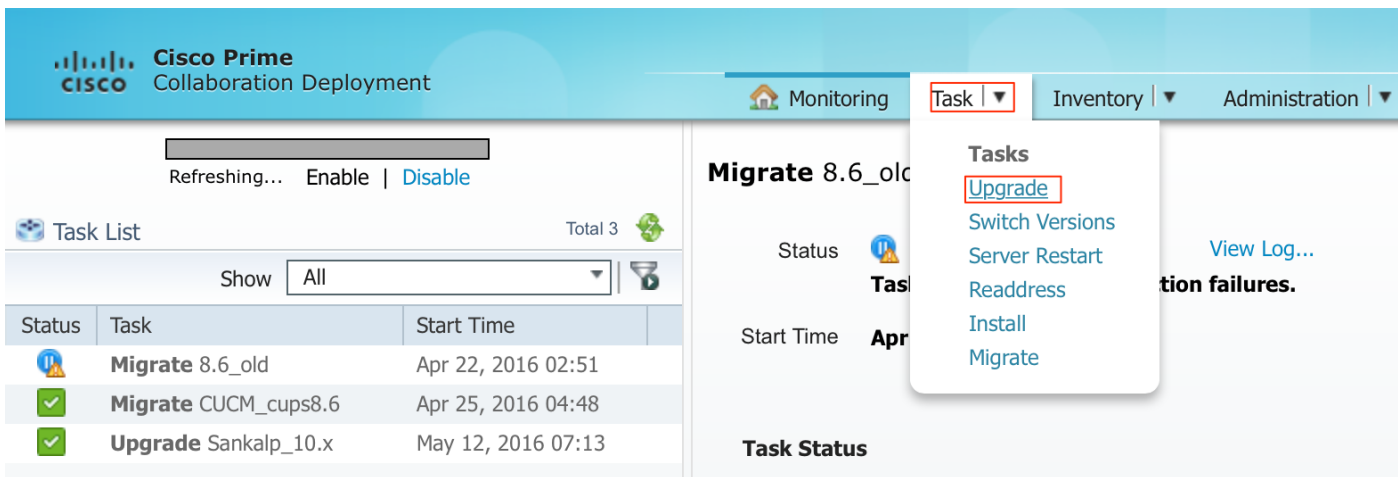 Cisco Prime
CISCO Collaboration Deployment
Monitoring Task Inventory Administration
Refreshing... Enable | Disable
Task List Total 3
Show All
Status Task Start Time
Migrate 8.6_old Apr 22, 2016 02:51
Migrate CUCM_cups8.6 Apr 25, 2016 04:48
Upgrade Sankalp_10.x May 12, 2016 07:13
Tasks
Upgrade
Switch Versions
Server Restart
Readdress
Install
Migrate
Migrate 8.6_old
Status View Log...
tion failures.
Start Time Apr
Task Status